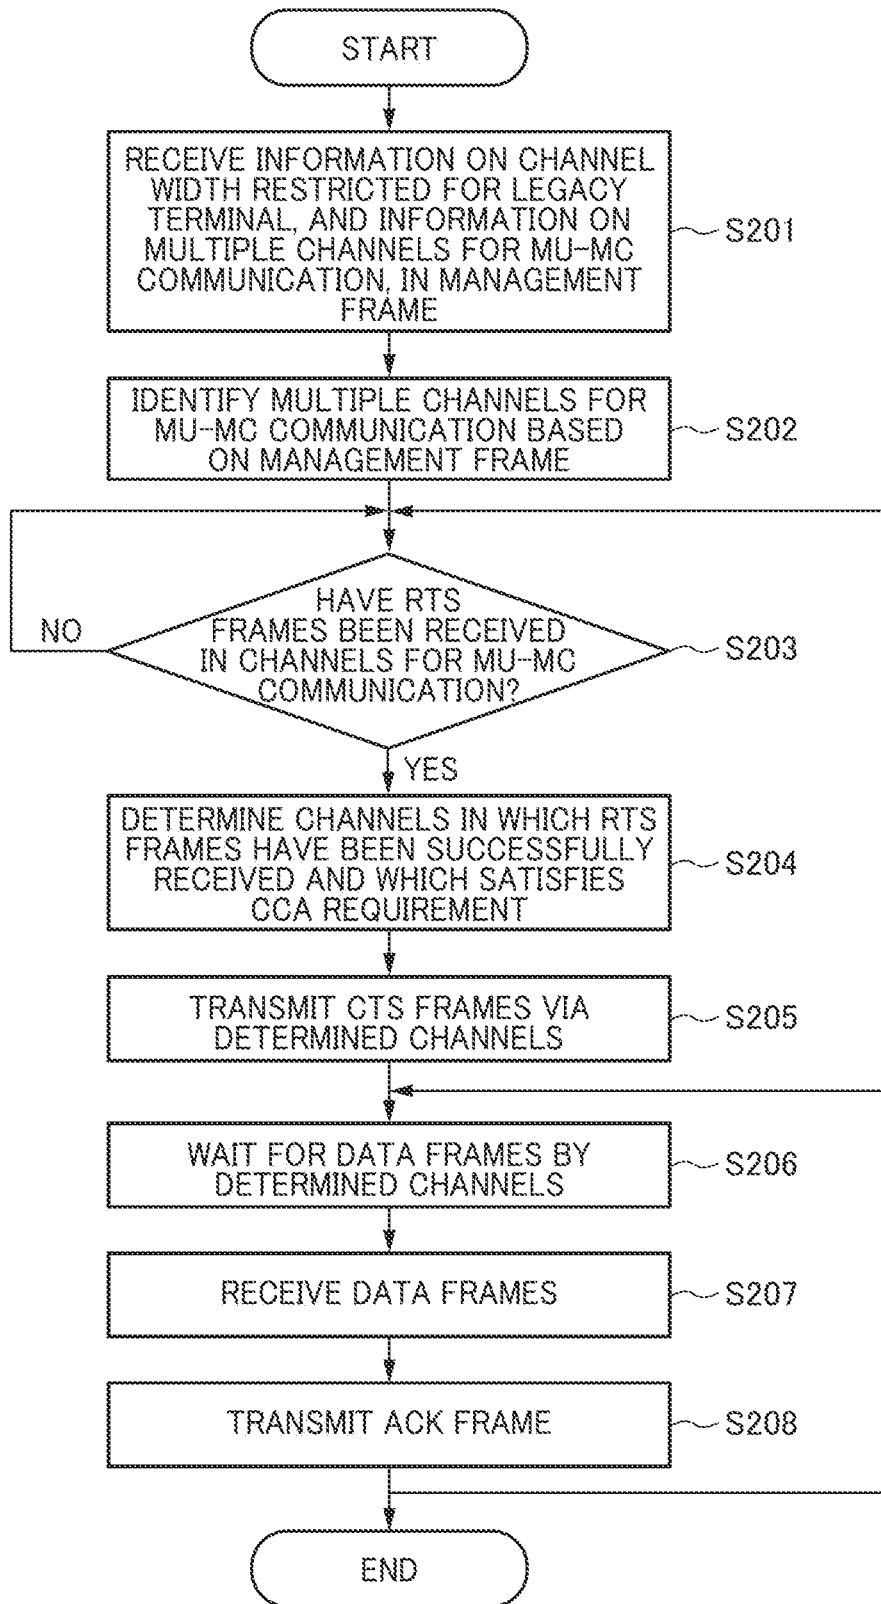 START
RECEIVE INFORMATION ON CHANNEL
WIDTH RESTRICTED FOR LEGACY
TERMINAL, AND INFORMATION ON
MULTIPLE CHANNELS FOR MU-MC
COMMUNICATION, IN MANAGEMENT
FRAME
S201
IDENTIFY MULTIPLE CHANNELS FOR
MU-MC COMMUNICATION BASED
ON MANAGEMENT FRAME
S202
HAVE RTS
FRAMES BEEN RECEIVED
IN CHANNELS FOR MU-MC
COMMUNICATION?
NO
S203
YES
DETERMINE CHANNELS IN WHICH RTS
FRAMES HAVE BEEN SUCCESSFULLY
RECEIVED AND WHICH SATISFIES
CCA REQUIREMENT
S204
TRANSMIT CTS FRAMES VIA
DETERMINED CHANNELS
S205
WAIT FOR DATA FRAMES BY
DETERMINED CHANNELS
S206
RECEIVE DATA FRAMES
S207
TRANSMIT ACK FRAME
S208
END